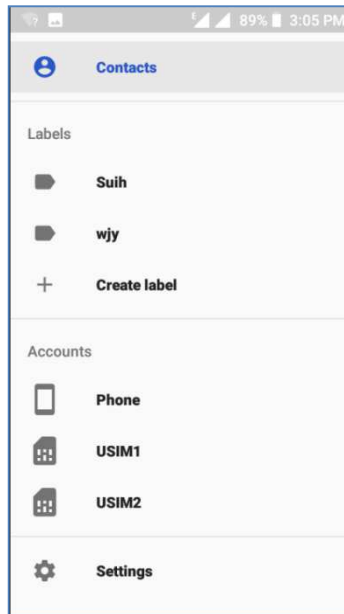 E 89% 3:05 PM
Contacts
Labels
Suih
wjy
Create label
Accounts
Phone
USIM1
USIM2
Settings